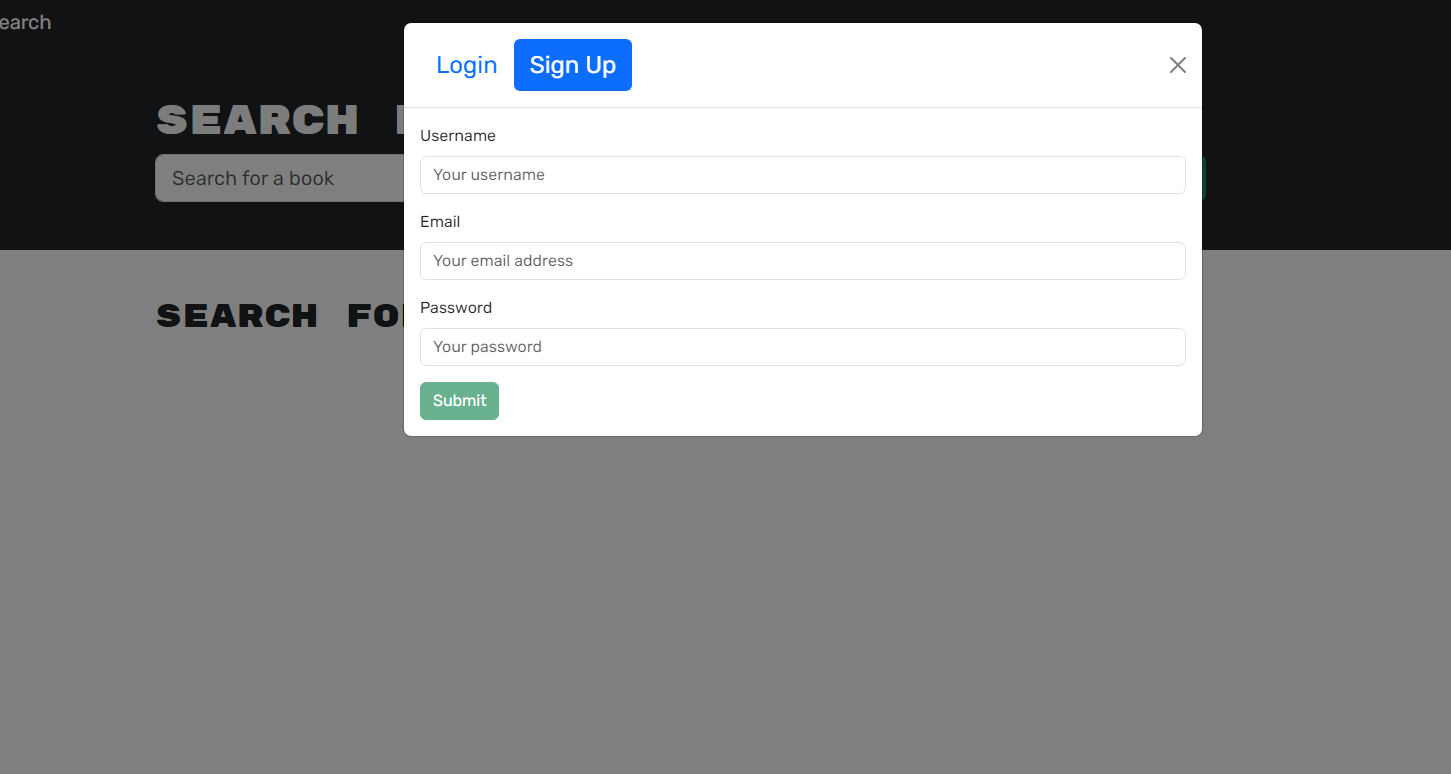 earch
Login Sign Up
SEARCH
Search for a book
Username
Your username
Email
Your email address
SEARCH FO
Password
Your password
Submit